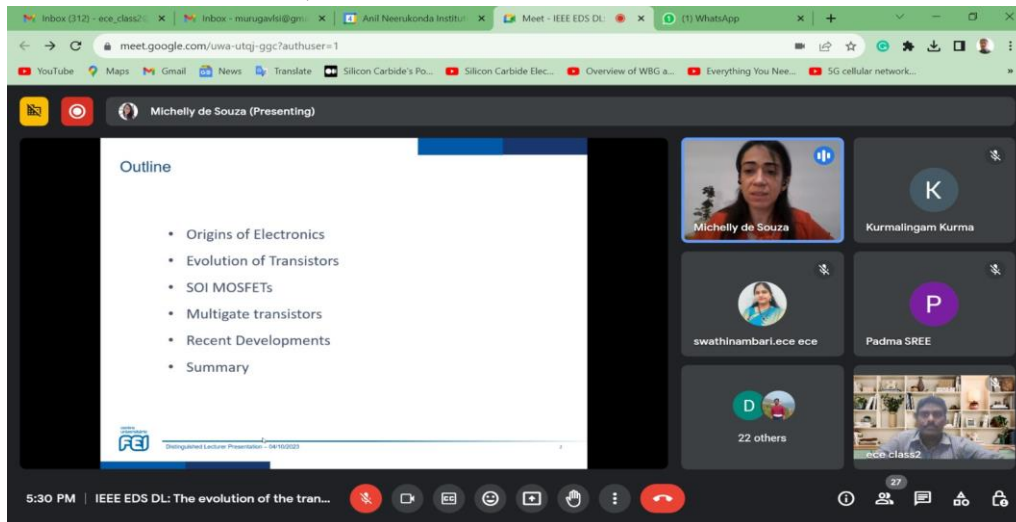 Inbox (312) - ece_class2@
Inbox - murugavlsi@gm
Anil Neerukonda Institut
Meet - IEEE EDS DL:
(1) WhatsApp
meet.google.com/uwa-utqj-ggc?authuser=1
YouTube
Maps
Gmail
News
Translate
Silicon Carbide's Po...
Silicon Carbide Elec...
Overview of WBG a...
Everything You Nee...
5G cellular network...
Michelly de Souza (Presenting)
Outline
• Origins of Electronics
• Evolution of Transistors
• SOI MOSFETs
• Multigate transistors
• Recent Developments
• Summary
FEI
Distinguished Lecturer Presentation – 04/10/2023
Michelly de Souza
K
Kurmalingam Kurma
swathinambari.ece ece
P
Padma SREE
D
22 others
ece class2
5:30 PM | IEEE EDS DL: The evolution of the tran...
CC
27